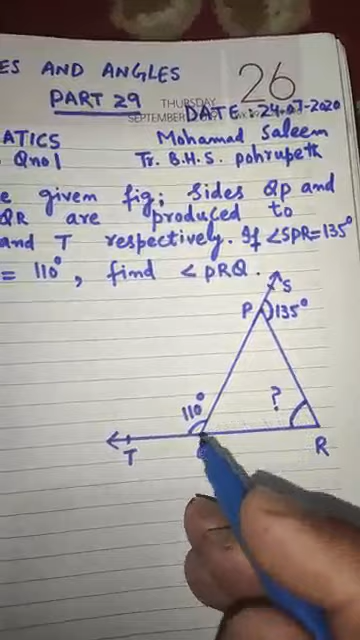 ES AND ANGLES
26
PART 29
THURSDAY
SEPTEMBER
DATE: 24.07-2020
ATICS
Mohamad Saleem
Qno1
Tr. B.H.S. pohrupeth
e given fig; Sides QP and
QR are produced to
and T respectively. If <SPR=135°
= 110°, find <PRQ.
S
P
135°
110°
?
T
R